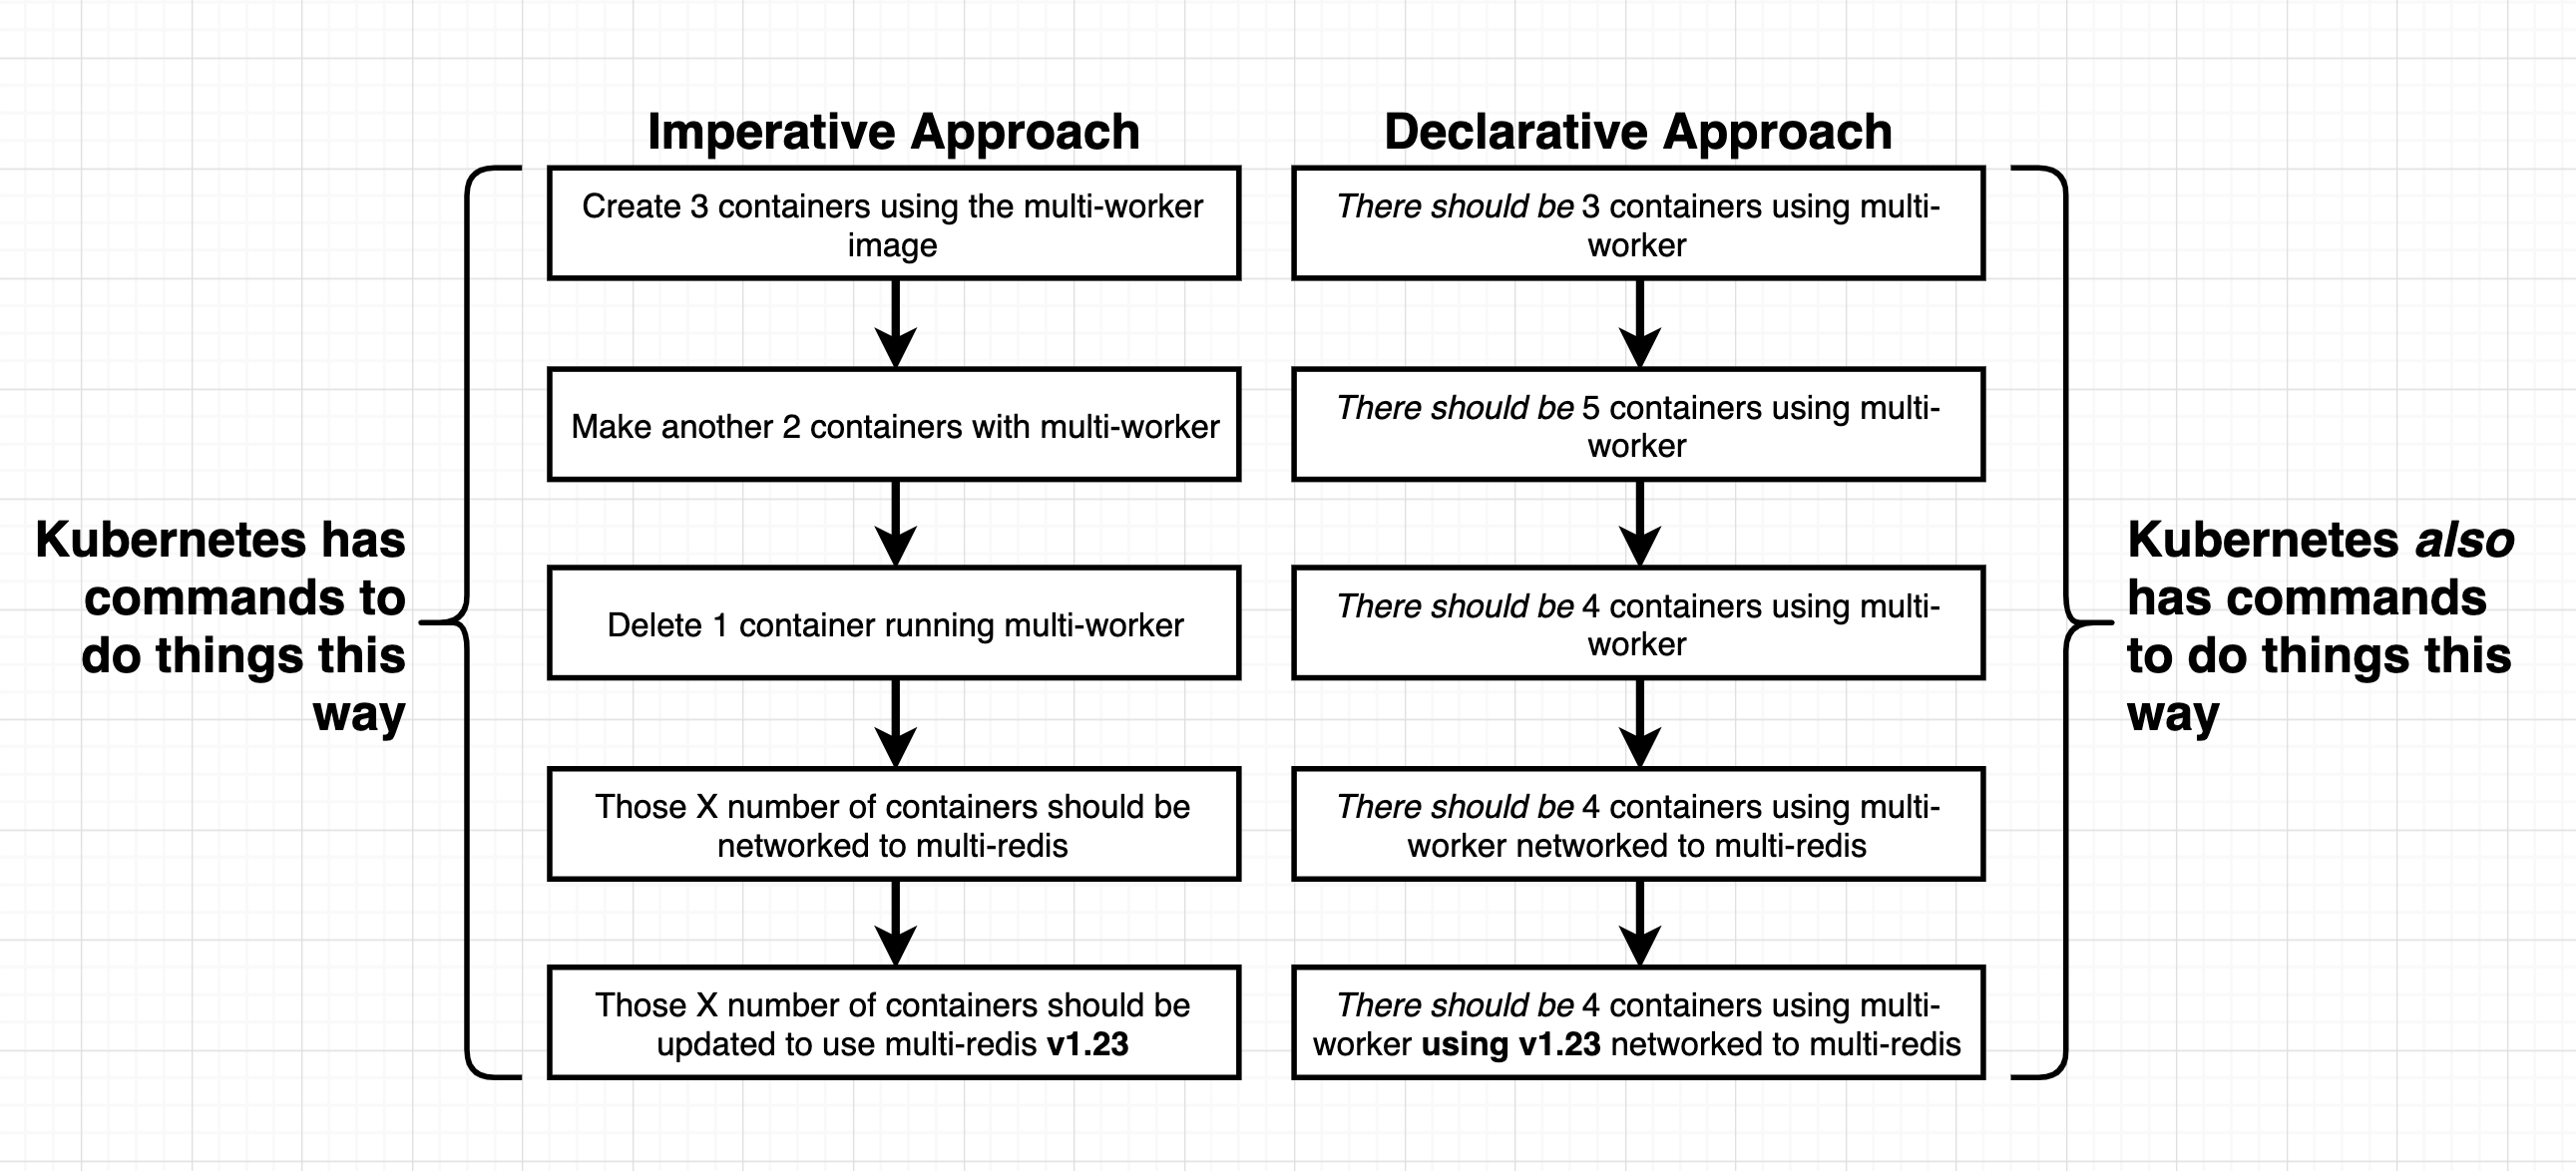 Imperative Approach
Declarative Approach
Kubernetes has
commands to
do things this
way
Create 3 containers using the multi-worker
image
Make another 2 containers with multi-worker
Delete 1 container running multi-worker
Those X number of containers should be
networked to multi-redis
Those X number of containers should be
updated to use multi-redis v1.23
There should be 3 containers using multi-
worker
There should be 5 containers using multi-
worker
There should be 4 containers using multi-
worker
There should be 4 containers using multi-
worker networked to multi-redis
There should be 4 containers using multi-
worker using v1.23 networked to multi-redis
Kubernetes also
has commands
to do things this
way